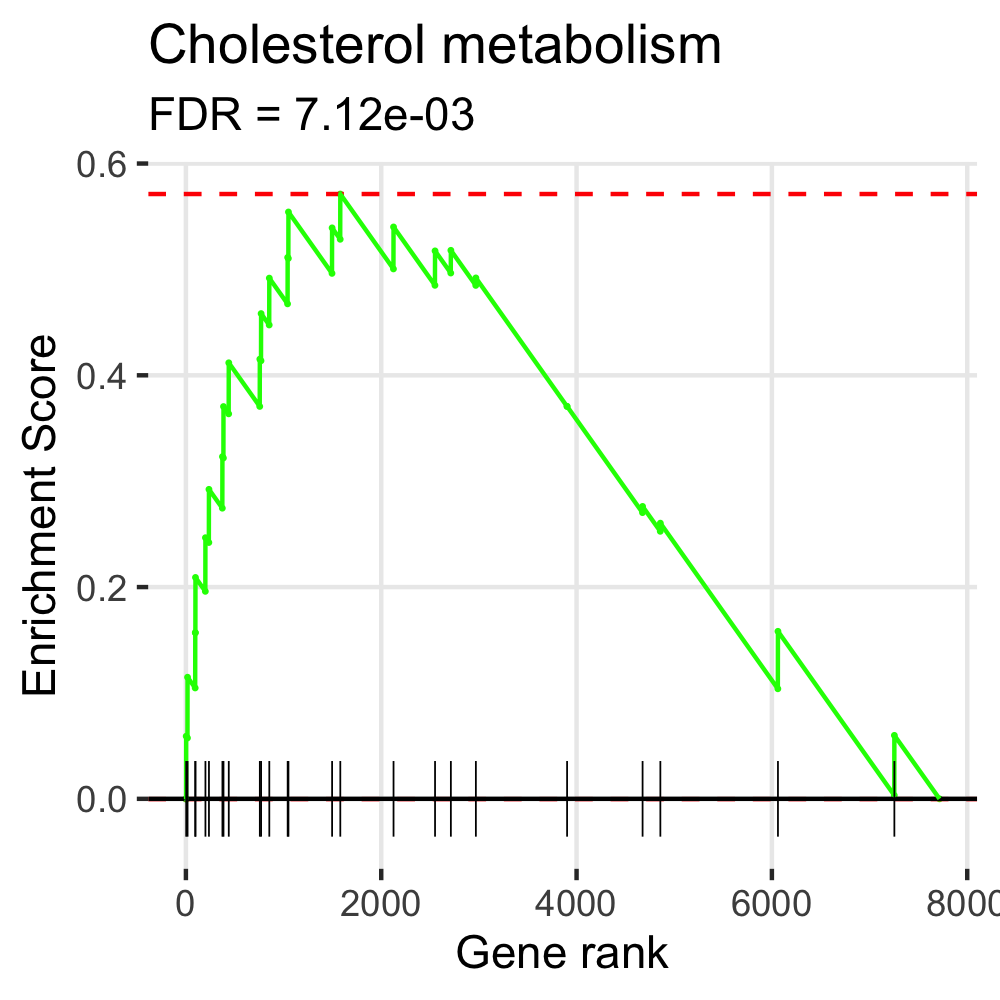 Cholesterol metabolism
FDR = 7.12e-03
0.6
0.4
0.2
0.0
Enrichment Score
0 2000 4000 6000 8000
Gene rank